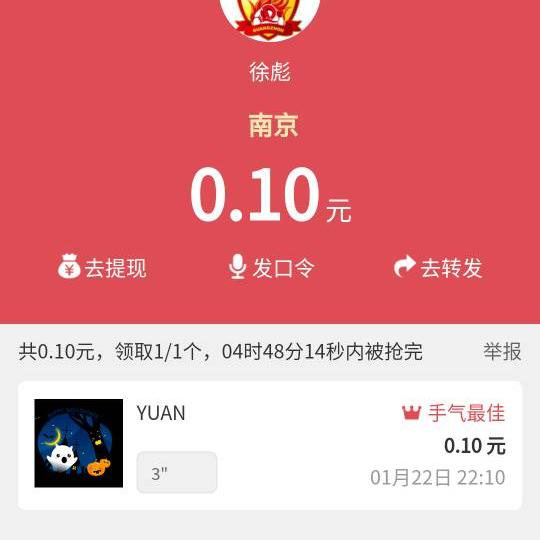 GUANGZHOU
徐彪
南京
0.10元
去提现 发口令 去转发
共0.10元，领取1/1个，04时48分14秒内被抢完 举报
YUAN 手气最佳
0.10 元
3" 01月22日 22:10